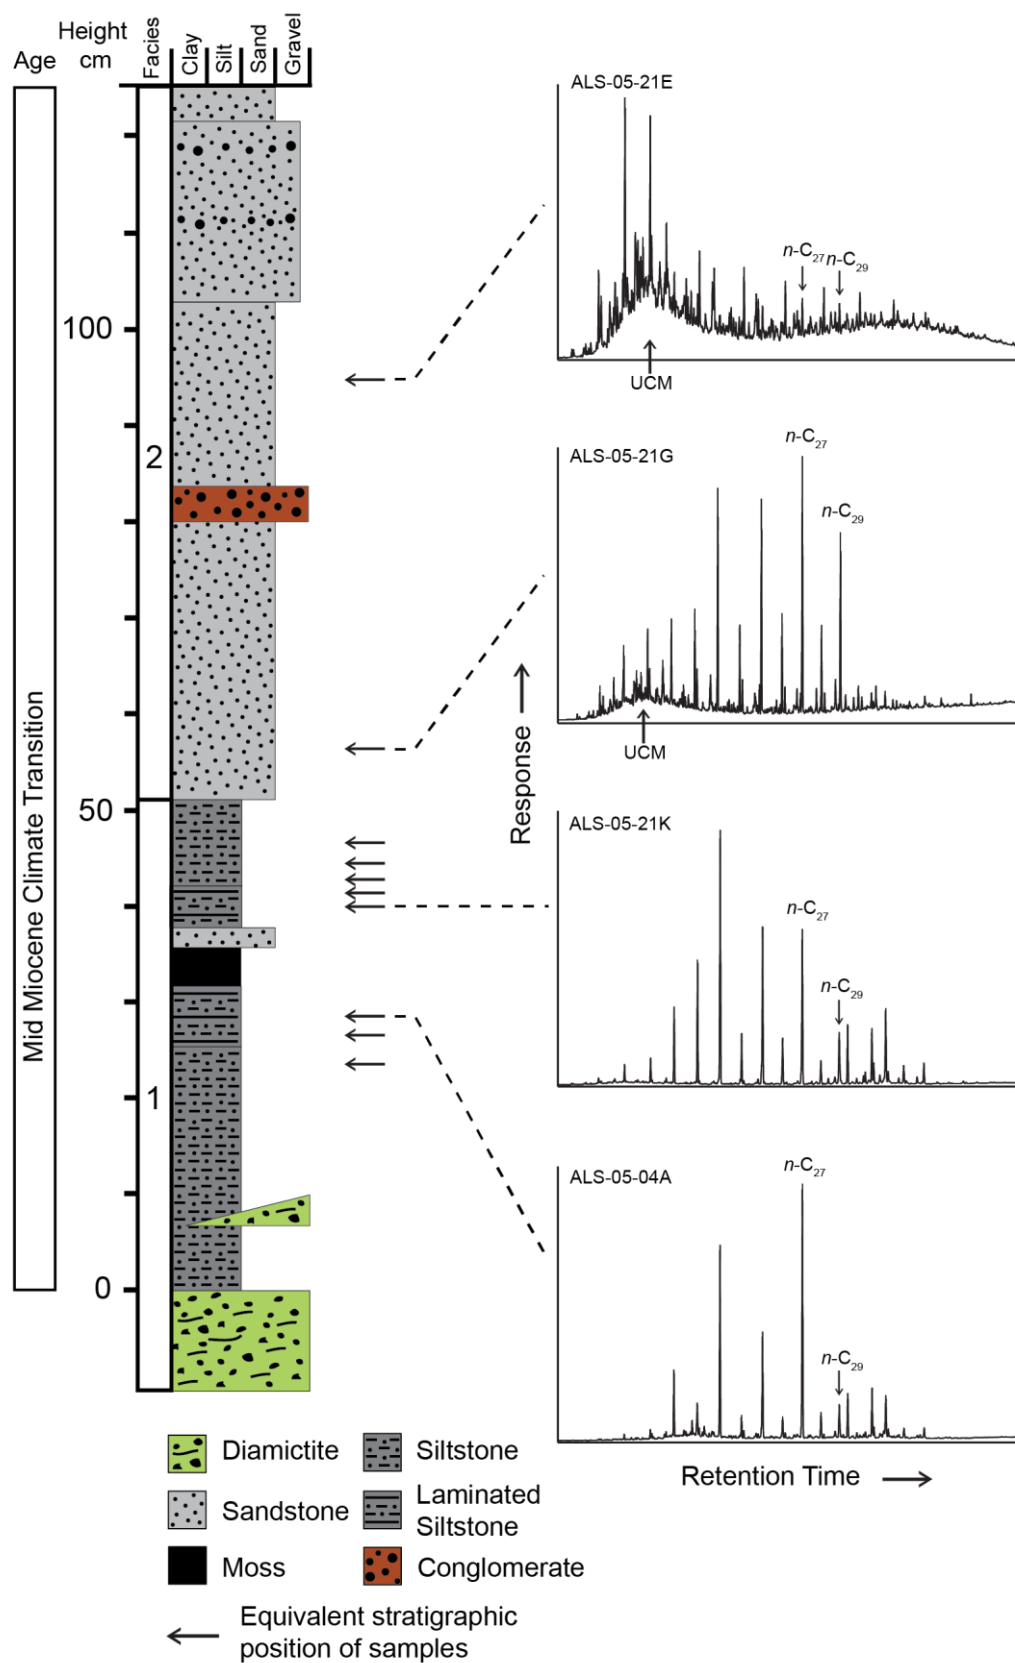 Age
Height
cm
Facies
Clay
Silt
Sand
Gravel
Mid Miocene Climate Transition
100
50
0
2
1
ALS-05-21E
n-C27
n-C29
UCM
ALS-05-21G
n-C27
n-C29
UCM
Response
ALS-05-21K
n-C27
n-C29
ALS-05-04A
n-C27
n-C29
Retention Time
Diamictite
Siltstone
Sandstone
Laminated
Siltstone
Moss
Conglomerate
Equivalent stratigraphic
position of samples